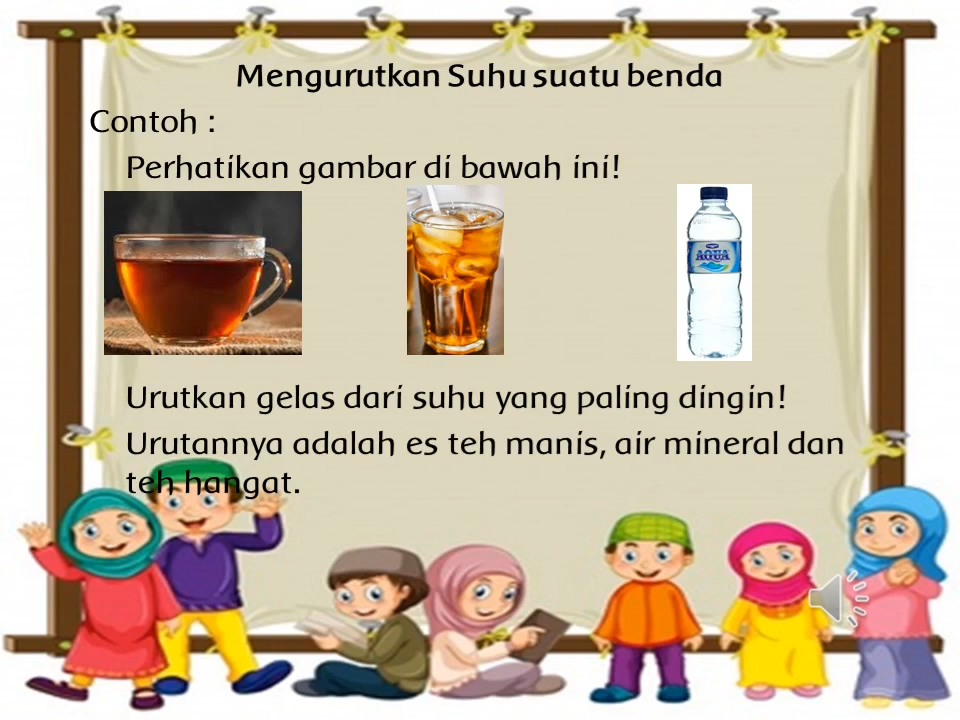 Mengurutkan Suhu suatu benda
Contoh :
Perhatikan gambar di bawah ini!
AQUA
Urutkan gelas dari suhu yang paling dingin!
Urutannya adalah es teh manis, air mineral dan
teh hangat.